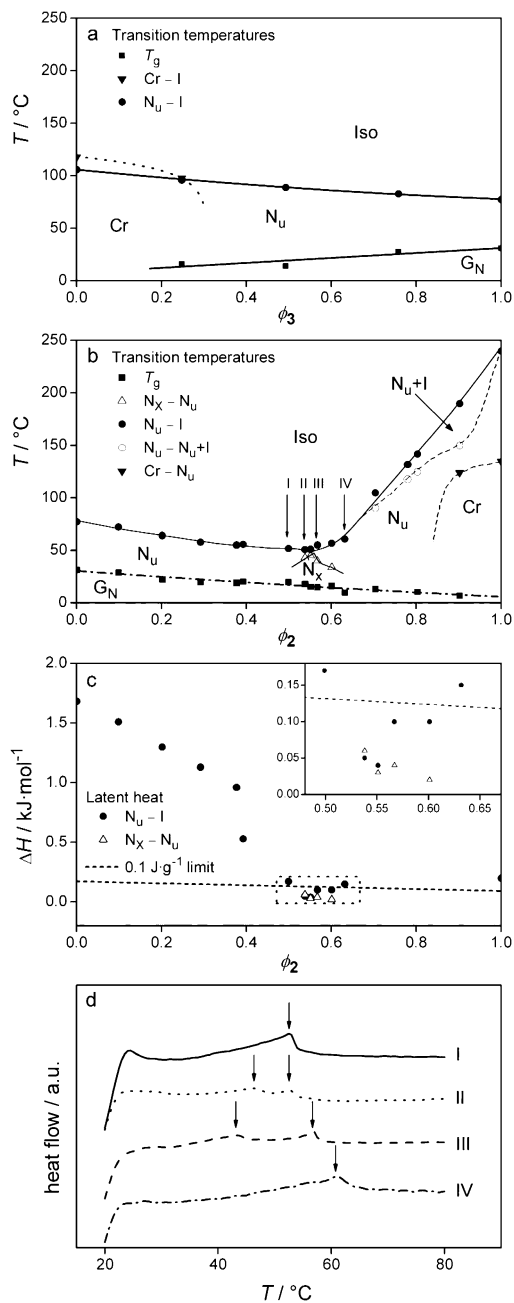 a Transition temperatures
T_g
Cr – I
N_u – I
Iso
Cr
N_u
G_N
T / °C
250
200
150
100
50
0
0.0 0.2 0.4 0.6 0.8 1.0
ϕ_3
b Transition temperatures
T_g
N_X – N_u
N_u – I
N_u – N_u+I
Cr – N_u
N_u+I
Iso
I II III IV
N_u
N_u
Cr
N_x
G_N
T / °C
250
200
150
100
50
0
0.0 0.2 0.4 0.6 0.8 1.0
ϕ_2
c
Latent heat
N_u – I
N_X – N_u
0.1 J·g⁻¹ limit
ΔH / kJ·mol⁻¹
2.0
1.5
1.0
0.5
0.0
0.0 0.2 0.4 0.6 0.8 1.0
ϕ_2
0.15
0.10
0.05
0.00
0.50 0.55 0.60 0.65
d
I
II
III
IV
heat flow / a.u.
20 40 60 80
T / °C